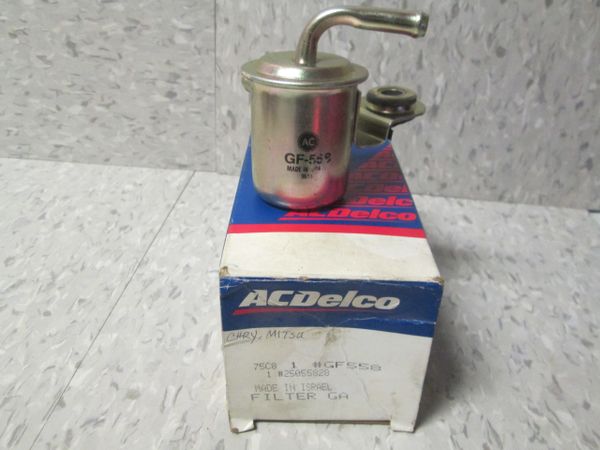 AC
GF-558
MADE IN
ACDelco
ACDelco
ACDelco
CHRY. MITSU
75C8 1 #GF558
1 #25055828
MADE IN ISRAEL
FILTER GA